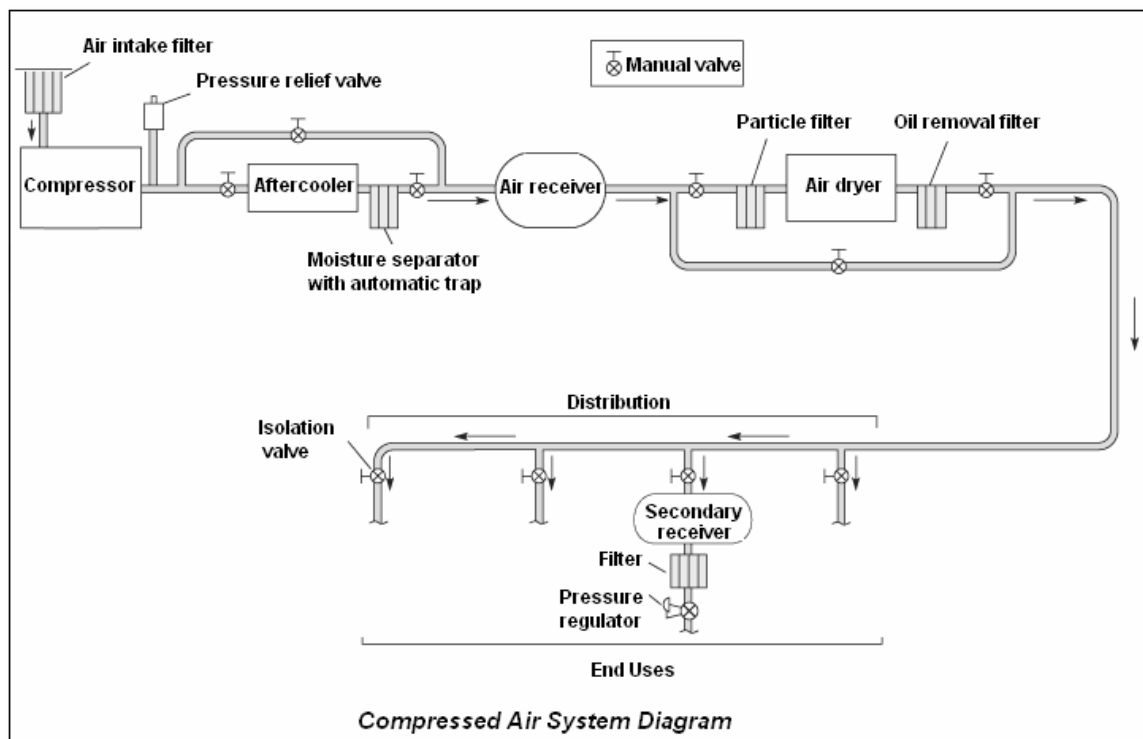 Air intake filter
Pressure relief valve
Manual valve
Particle filter
Oil removal filter
Compressor
Aftercooler
Air receiver
Air dryer
Moisture separator
with automatic trap
Distribution
Isolation
valve
Secondary
receiver
Filter
Pressure
regulator
End Uses
Compressed Air System Diagram